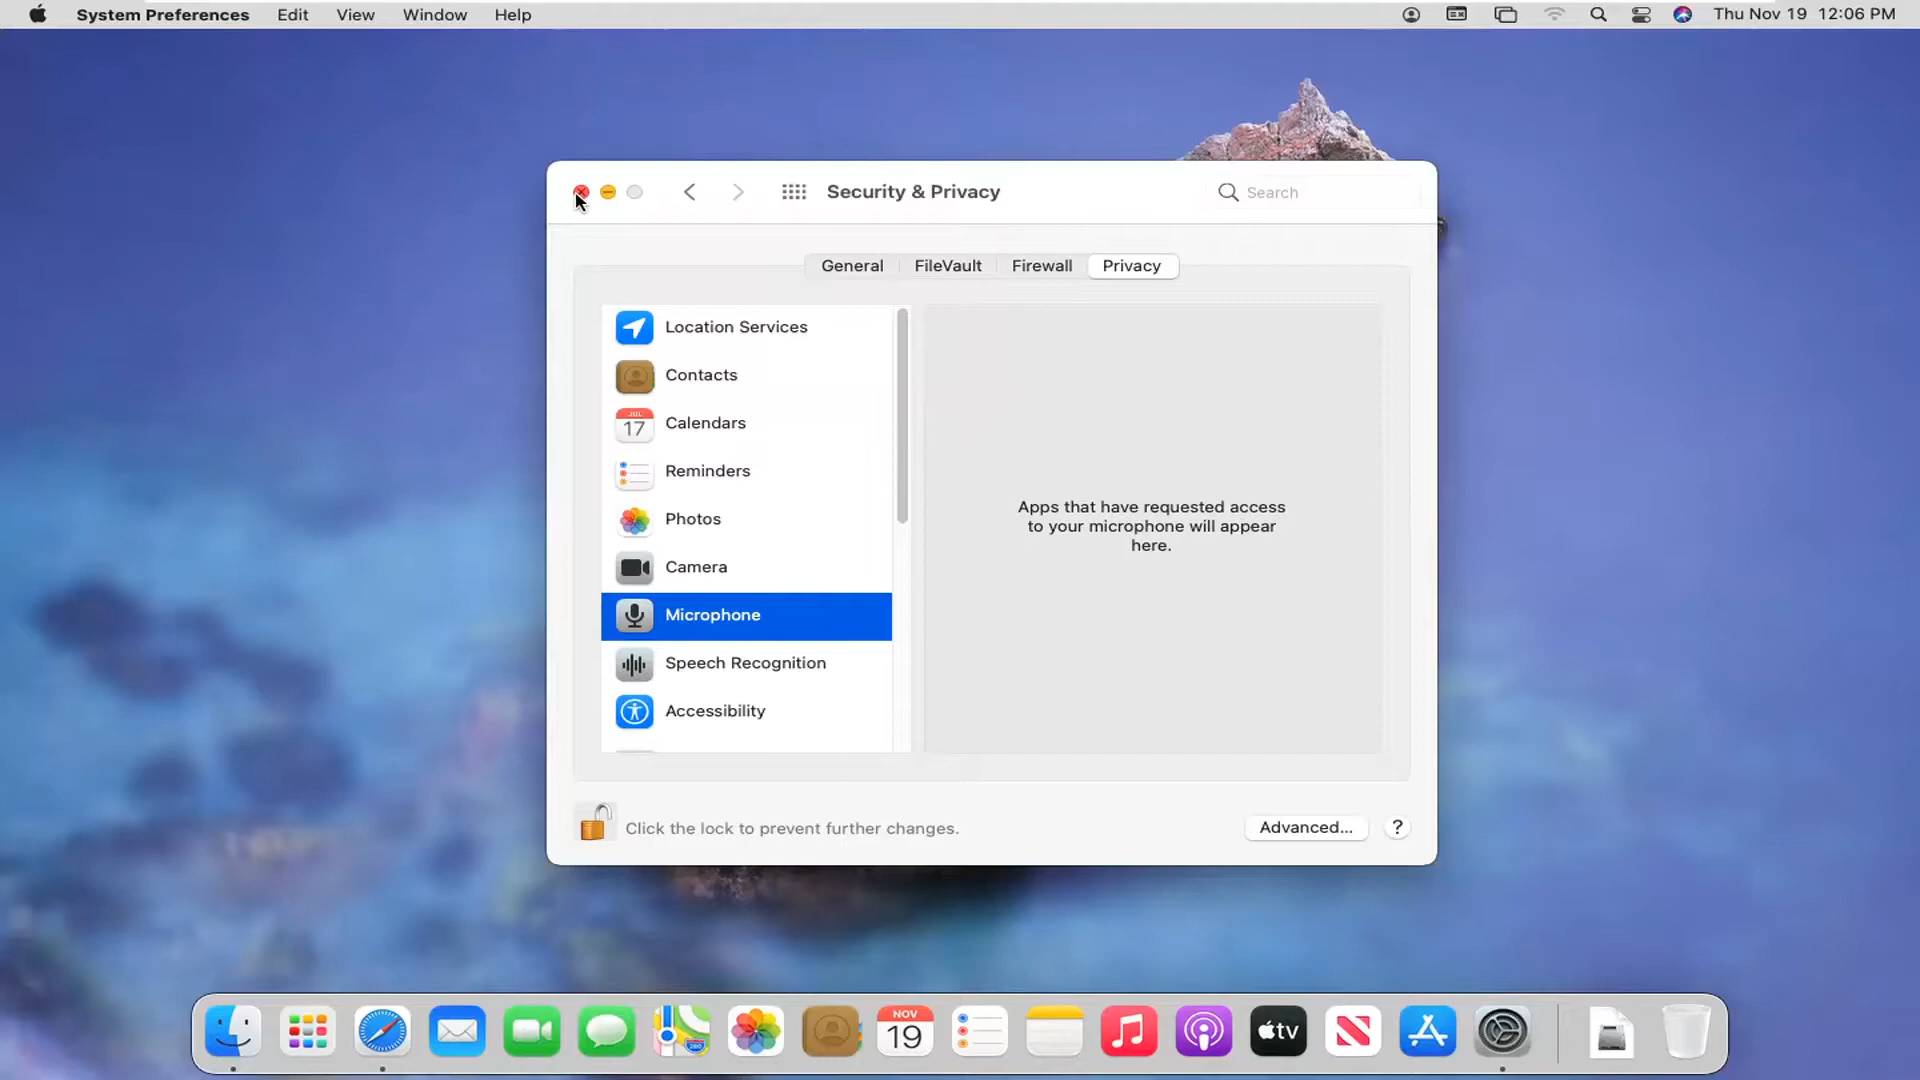 System Preferences Edit View Window Help Thu Nov 19 12:06 PM
Security & Privacy Search
General FileVault Firewall Privacy
Location Services
Contacts
JUL
17
Calendars
Reminders
Photos
Camera
Microphone
Speech Recognition
Accessibility
Apps that have requested access
to your microphone will appear
here.
Click the lock to prevent further changes. Advanced... ?
NOV
19
tv